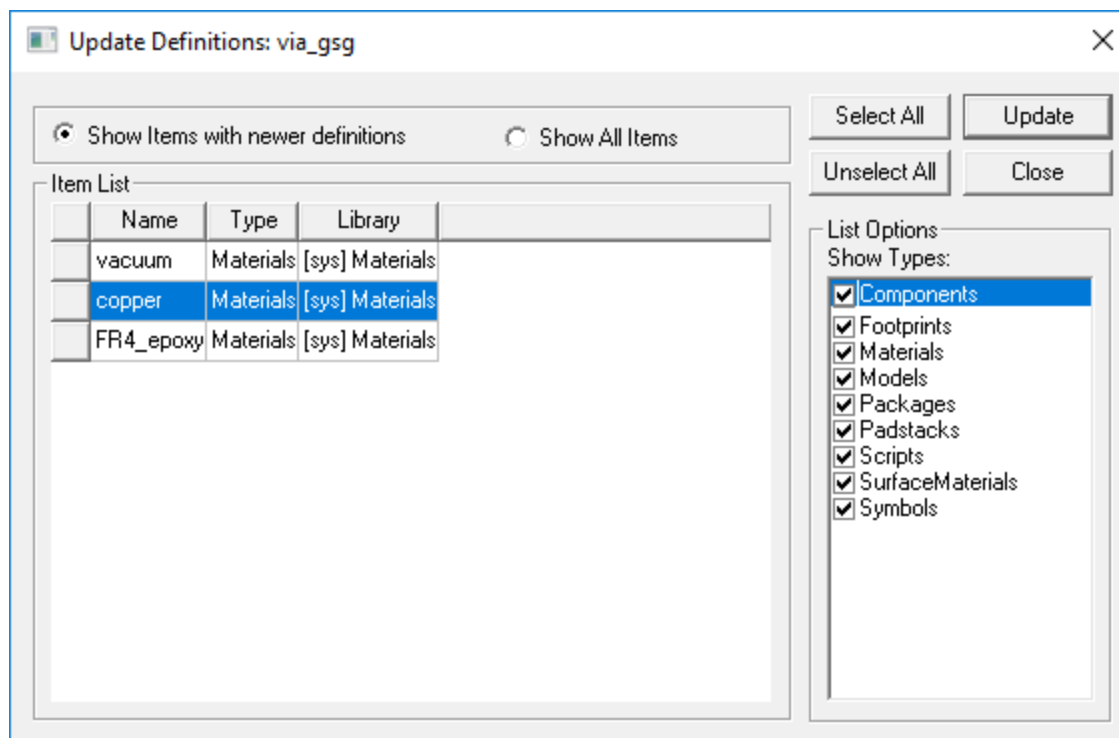 Update Definitions: via_gsg
Show Items with newer definitions
Show All Items
Select All
Update
Unselect All
Close
Item List
Name Type Library
vacuum Materials [sys] Materials
copper Materials [sys] Materials
FR4_epoxy Materials [sys] Materials
List Options
Show Types:
Components
Footprints
Materials
Models
Packages
Padstacks
Scripts
SurfaceMaterials
Symbols